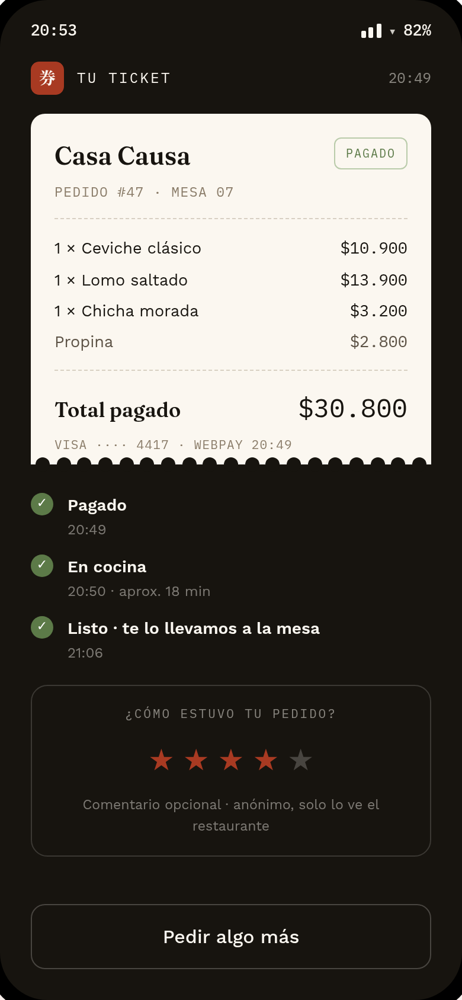 20:53 82%
券 TU TICKET 20:49
Casa Causa PAGADO
PEDIDO #47 · MESA 07
1 × Ceviche clásico $10.900
1 × Lomo saltado $13.900
1 × Chicha morada $3.200
Propina $2.800
Total pagado $30.800
VISA ···· 4417 · WEBPAY 20:49
✓ Pagado
20:49
✓ En cocina
20:50 · aprox. 18 min
✓ Listo · te lo llevamos a la mesa
21:06
¿CÓMO ESTUVO TU PEDIDO?
★ ★ ★ ★ ★
Comentario opcional · anónimo, solo lo ve el
restaurante
Pedir algo más